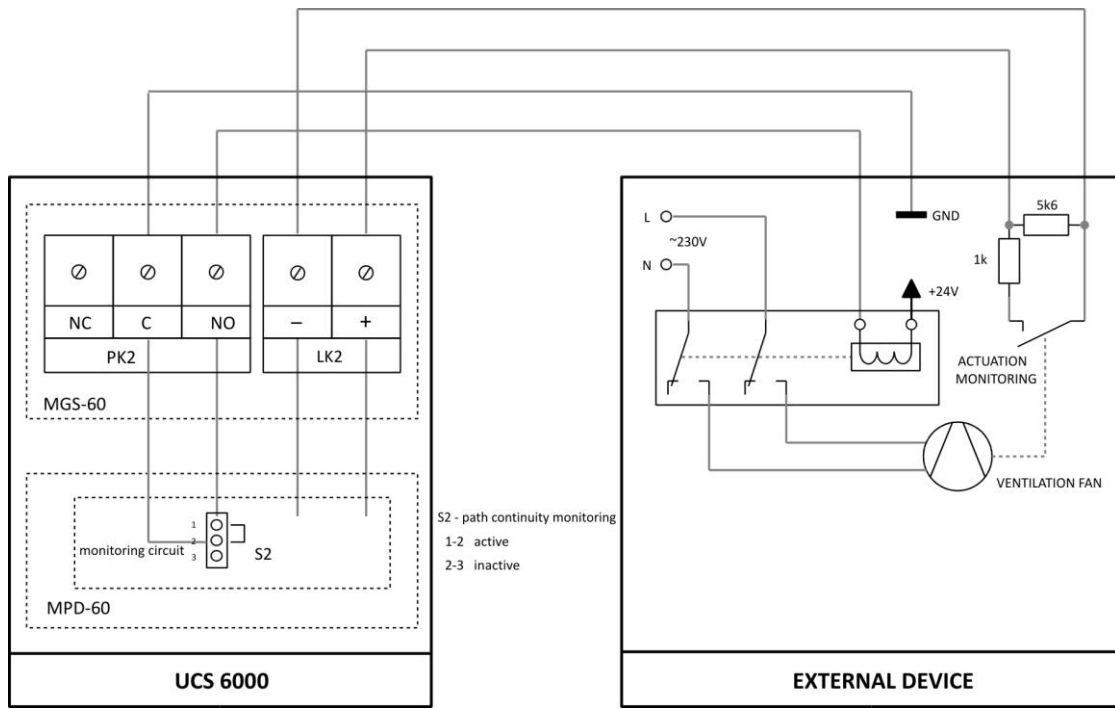 NC C NO – +
PK2 LK2
MGS-60
monitoring circuit
1
2
3
S2
MPD-60
UCS 6000
S2 - path continuity monitoring
1-2 active
2-3 inactive
L
~230V
N
GND
+24V
5k6
1k
ACTUATION
MONITORING
VENTILATION FAN
EXTERNAL DEVICE